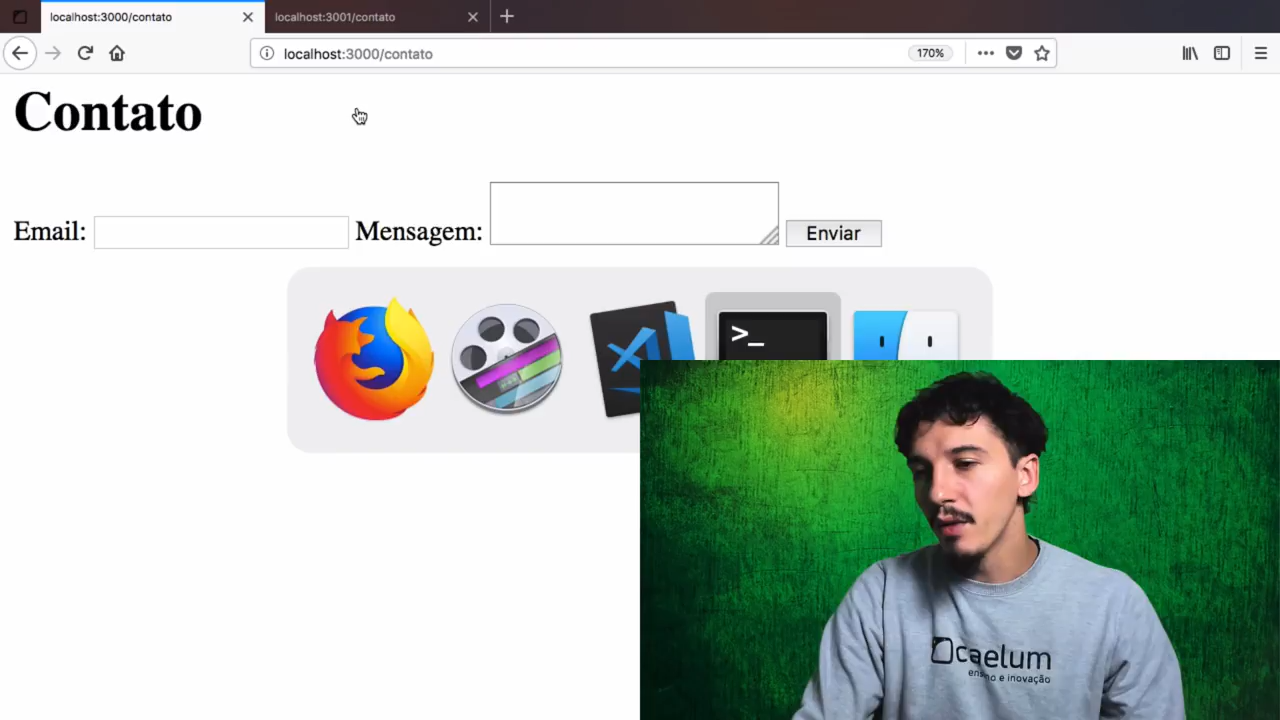 localhost:3000/contato
localhost:3001/contato
localhost:3000/contato
170%
Contato
Email:
Mensagem:
Enviar
>_
caelum
ensino e inovação